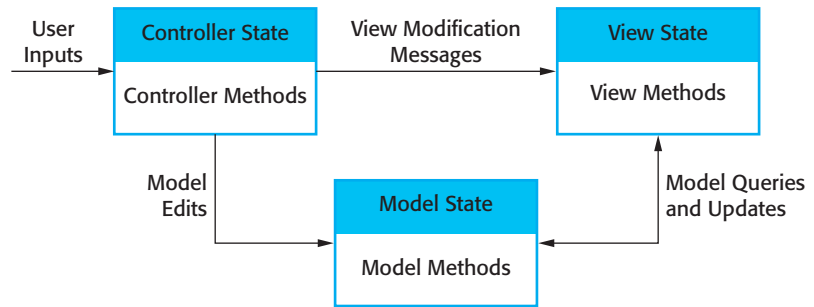 User
Inputs
Controller State
Controller Methods
View Modification
Messages
View State
View Methods
Model
Edits
Model State
Model Methods
Model Queries
and Updates